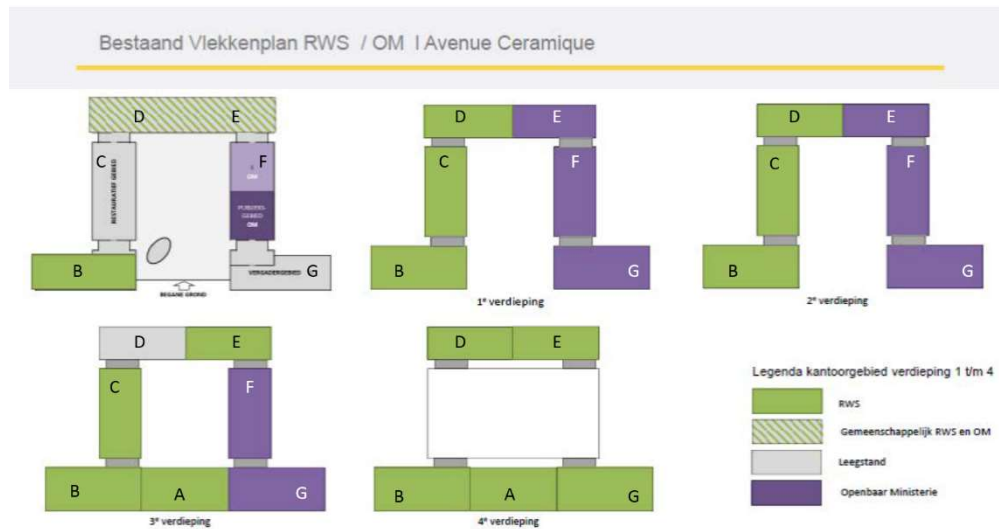 Bestaand Vlekkenplan RWS / OM I Avenue Ceramique
D E
C F
RESTAURATIEF GEBIED
OM
PUBLIEKS-
GEBIED
OM
B G
VERGADERGEBIED
BEGANE GROND
D E
C F
B G
1e verdieping
D E
C F
B G
2e verdieping
D E
C F
B A G
3e verdieping
D E
B A G
4e verdieping
Legenda kantoorgebied verdieping 1 t/m 4
RWS
Gemeenschappelijk RWS en OM
Leegstand
Openbaar Ministerie